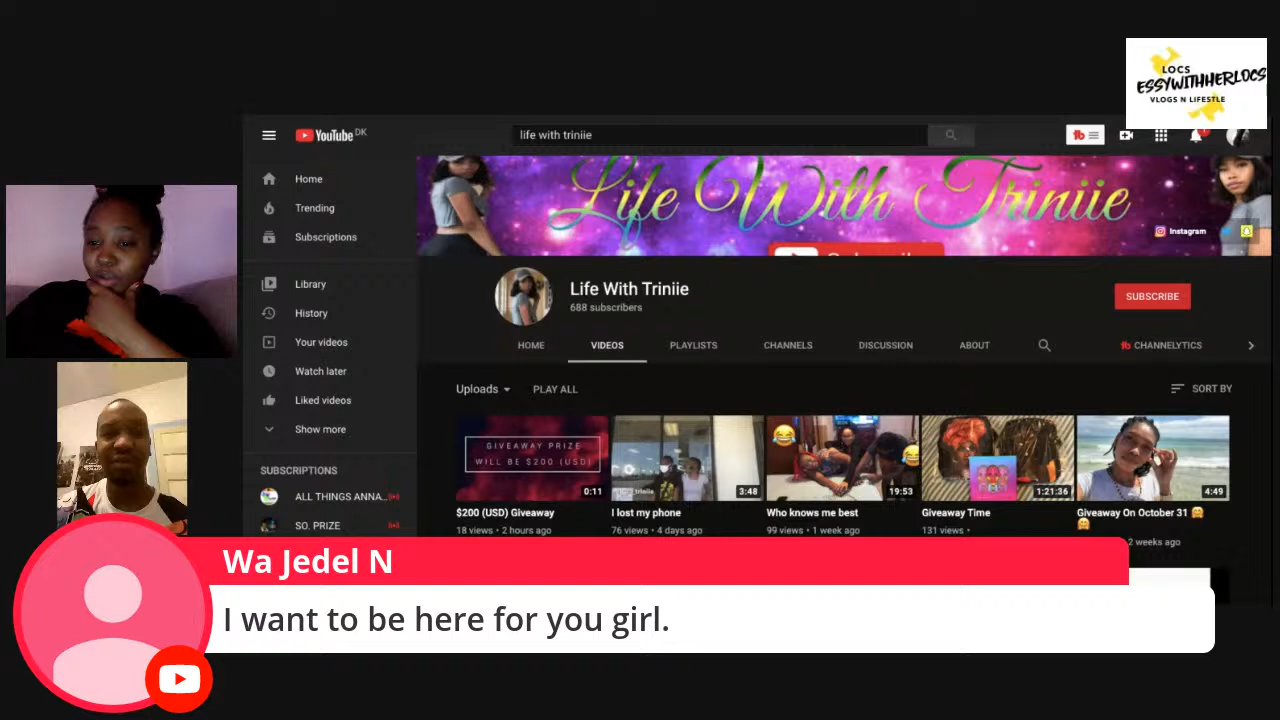 LOCS
ESSYWITHHERLOCS
VLOGS N LIFESTLE
YouTube DK
life with triniie
Home
Trending
Subscriptions
Library
History
Your videos
Watch later
Liked videos
Show more
SUBSCRIPTIONS
ALL THINGS ANNA...
SO. PRIZE
Life With Triniie
Instagram
Life With Triniie
688 subscribers
SUBSCRIBE
HOME VIDEOS PLAYLISTS CHANNELS DISCUSSION ABOUT CHANNELYTICS
Uploads PLAY ALL SORT BY
GIVEAWAY PRIZE
WILL BE $200 (USD)
0:11 3:48 19:53 1:21:36 4:49
$200 (USD) Giveaway I lost my phone Who knows me best Giveaway Time Giveaway On October 31
18 views • 2 hours ago 76 views • 4 days ago 99 views • 1 week ago 131 views •
2 weeks ago
Wa Jedel N
I want to be here for you girl.